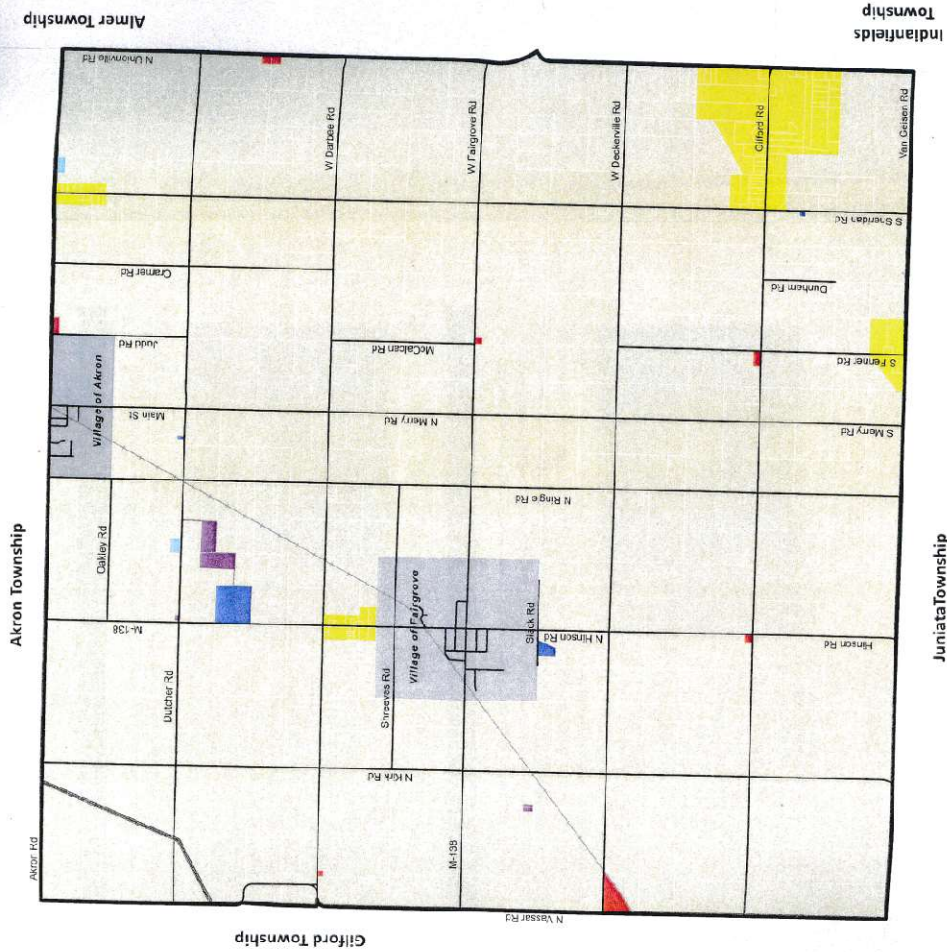 Almer Township
Indianfields
Township
Akron Township
Juniata Township
Gilford Township
N Unionville Rd
W Darbee Rd
W Fairgrove Rd
W Deckerville Rd
Gilford Rd
Van Geisen Rd
S Sheridan Rd
Cramer Rd
Dunham Rd
Judd Rd
McCalcan Rd
S Fenner Rd
Village of Akron
Main St
N Merry Rd
S Merry Rd
N Ringle Rd
Oakley Rd
M-138
Village of Fairgrove
Slack Rd
N Hinson Rd
Hinson Rd
Dutcher Rd
Shreeves Rd
N Kirk Rd
M-138
Akron Rd
N Vassar Rd